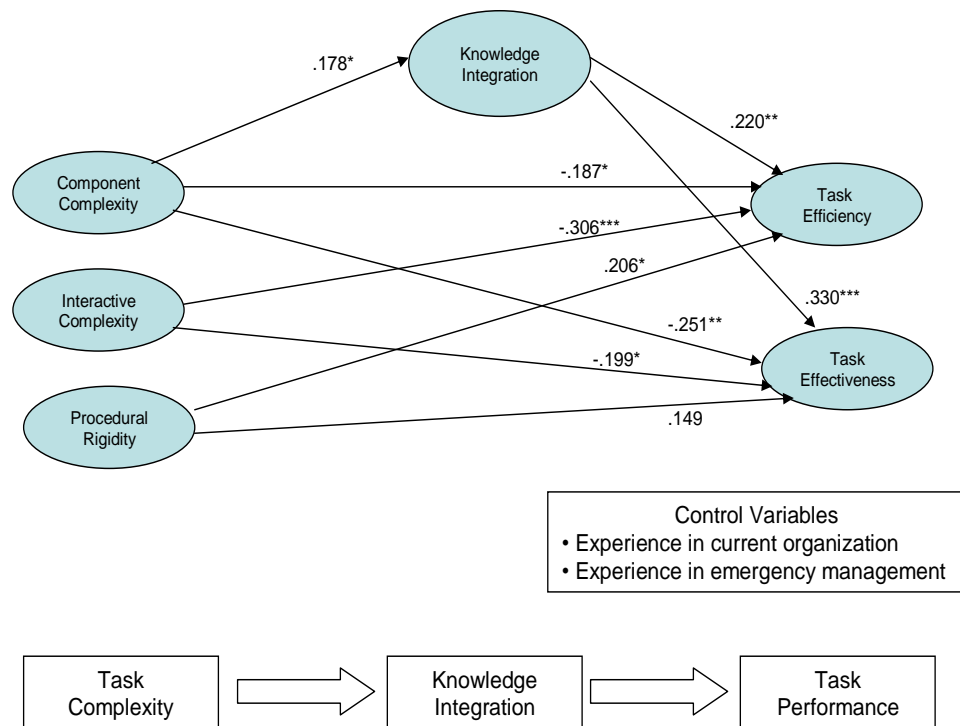 Knowledge
Integration
.178*
.220**
Component
Complexity
-.187*
Task
Efficiency
-.306***
.206*
Interactive
Complexity
.330***
-.251**
-.199*
Task
Effectiveness
Procedural
Rigidity
.149
Control Variables
• Experience in current organization
• Experience in emergency management
Task
Complexity
Knowledge
Integration
Task
Performance